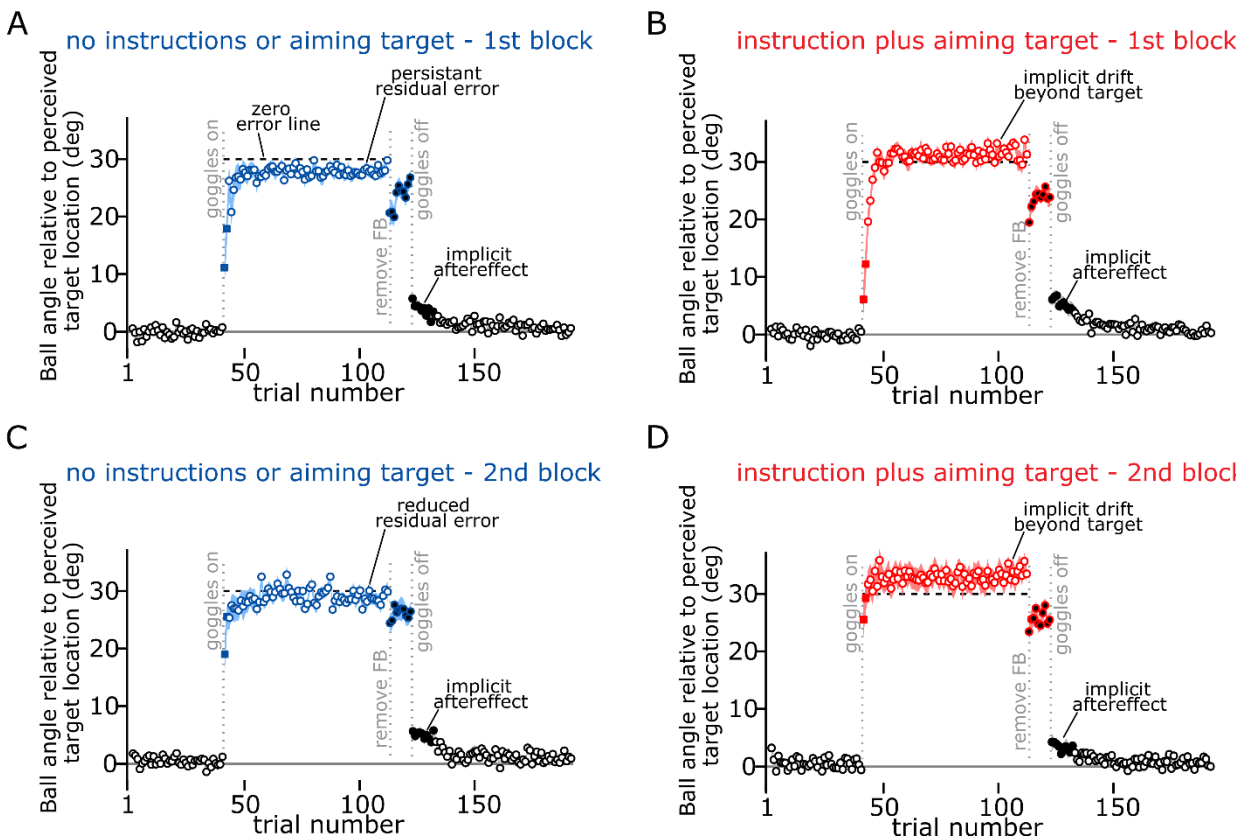 A
no instructions or aiming target - 1st block
persistant
residual error
zero
error line
goggles on
goggles off
remove FB
implicit
aftereffect
Ball angle relative to perceived
target location (deg)
30
20
10
0
1
50
100
150
trial number
B
instruction plus aiming target - 1st block
implicit drift
beyond target
goggles on
goggles off
remove FB
implicit
aftereffect
Ball angle relative to perceived
target location (deg)
30
20
10
0
1
50
100
150
trial number
C
no instructions or aiming target - 2nd block
reduced
residual error
goggles on
goggles off
remove FB
implicit
aftereffect
Ball angle relative to perceived
target location (deg)
30
20
10
0
1
50
100
150
trial number
D
instruction plus aiming target - 2nd block
implicit drift
beyond target
goggles on
goggles off
remove FB
implicit
aftereffect
Ball angle relative to perceived
target location (deg)
30
20
10
0
1
50
100
150
trial number